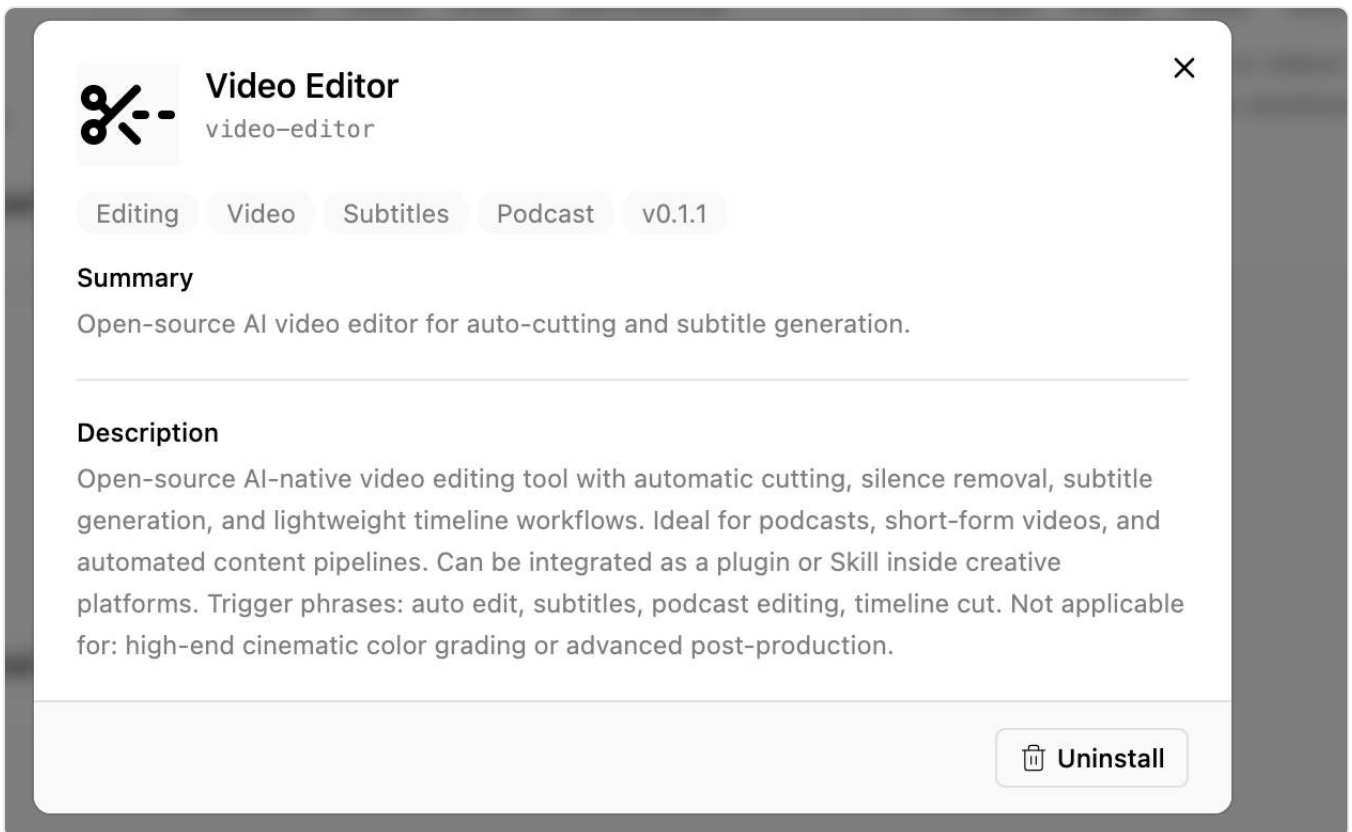 Video Editor
video-editor
Editing
Video
Subtitles
Podcast
v0.1.1
Summary
Open-source AI video editor for auto-cutting and subtitle generation.
Description
Open-source AI-native video editing tool with automatic cutting, silence removal, subtitle
generation, and lightweight timeline workflows. Ideal for podcasts, short-form videos, and
automated content pipelines. Can be integrated as a plugin or Skill inside creative
platforms. Trigger phrases: auto edit, subtitles, podcast editing, timeline cut. Not applicable
for: high-end cinematic color grading or advanced post-production.
Uninstall